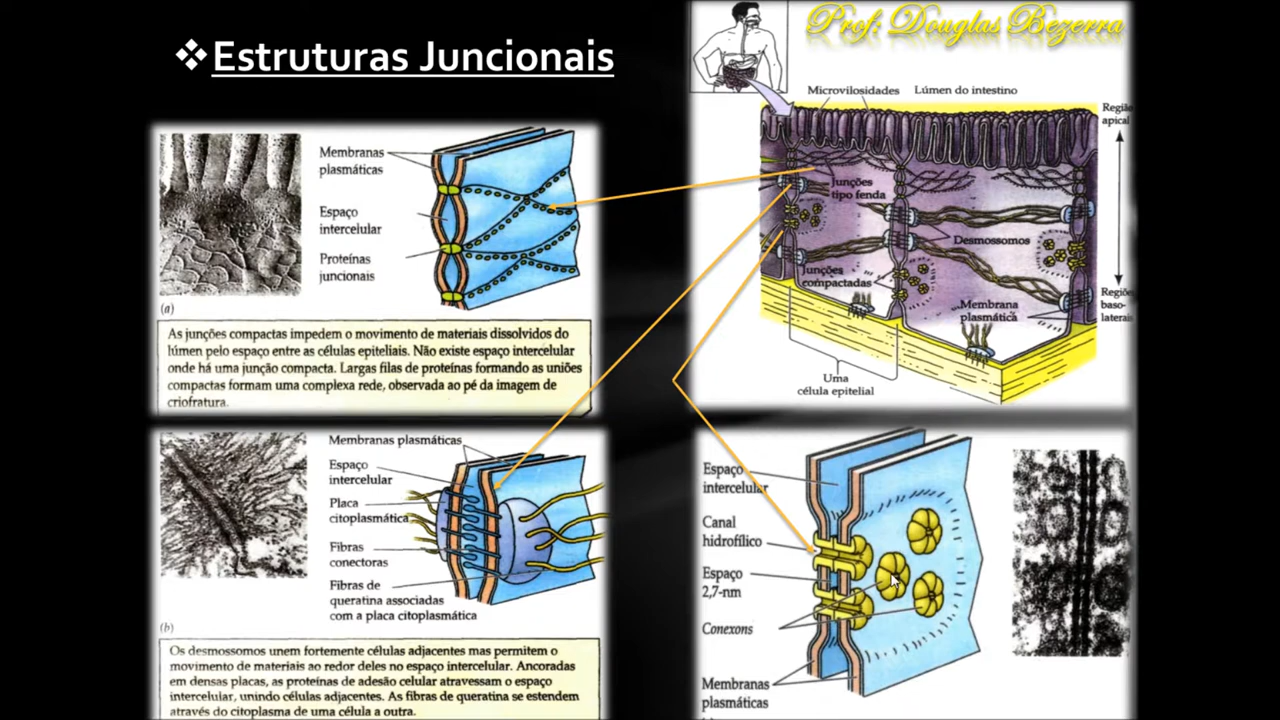 ❖Estruturas Juncionais
Prof: Douglas Bezerra
Membranas
plasmáticas
Espaço
intercelular
Proteínas
juncionais
(a)
As junções compactas impedem o movimento de materiais dissolvidos do
lúmen pelo espaço entre as células epiteliais. Não existe espaço intercelular
onde há uma junção compacta. Largas filas de proteínas formando as uniões
compactas formam uma complexa rede, observada ao pé da imagem de
criofratura.
Microvilosidades
Lúmen do intestino
Região
apical
Junções
tipo fenda
Desmossomos
Junções
compactadas
Membrana
plasmática
Regiões
baso-
laterais
Uma
célula epitelial
Membranas plasmáticas
Espaço
intercelular
Placa
citoplasmática
Fibras
conectoras
Fibras de
queratina associadas
com a placa citoplasmática
(b)
Os desmossomos unem fortemente células adjacentes mas permitem o
movimento de materiais ao redor deles no espaço intercelular. Ancoradas
em densas placas, as proteínas de adesão celular atravessam o espaço
intercelular, unindo células adjacentes. As fibras de queratina se estendem
através do citoplasma de uma célula a outra.
Espaço
intercelular
Canal
hidrofílico
Espaço
2,7-nm
Conexons
Membranas
plasmáticas